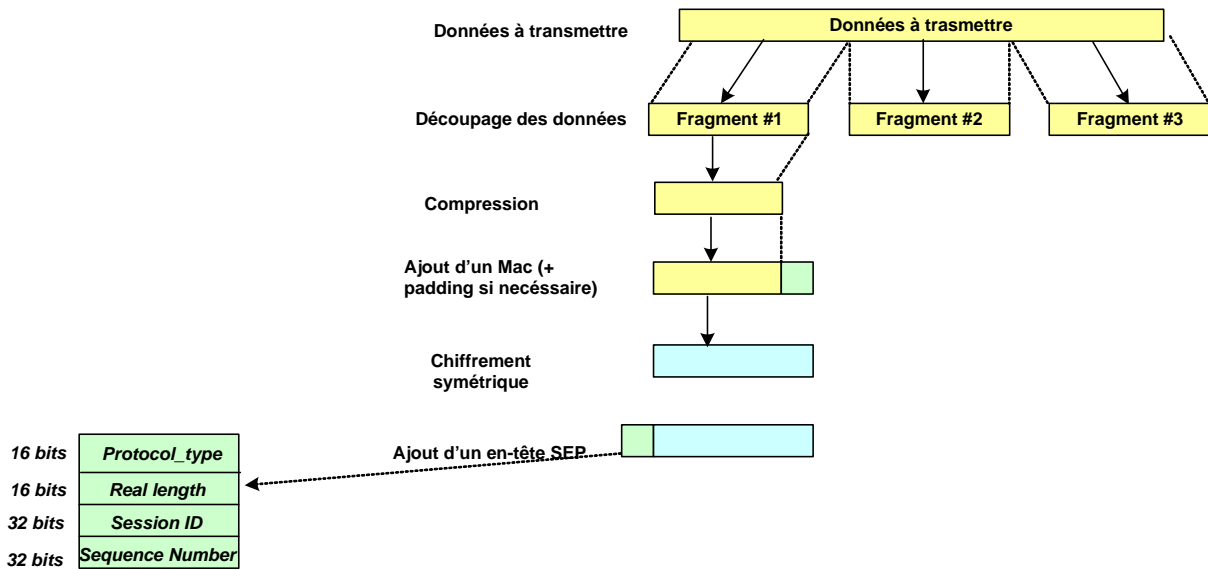 Données à transmettre
Données à trasmettre
Découpage des données
Fragment #1
Fragment #2
Fragment #3
Compression
Ajout d'un Mac (+
padding si necéssaire)
Chiffrement
symétrique
Ajout d'un en-tête SEP
16 bits
Protocol_type
16 bits
Real length
32 bits
Session ID
32 bits
Sequence Number